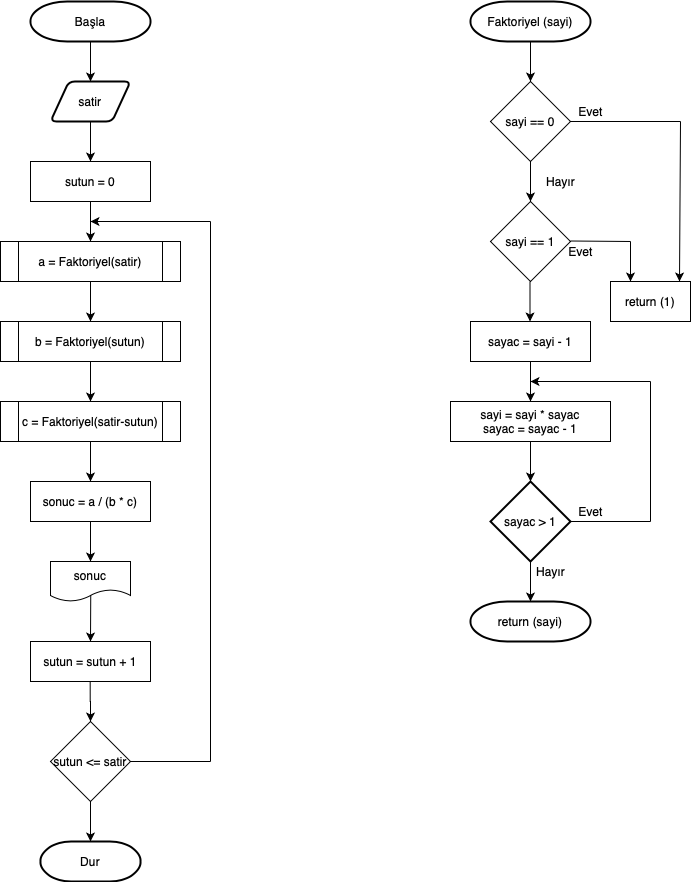 Başla
satir
sutun = 0
a = Faktoriyel(satir)
b = Faktoriyel(sutun)
c = Faktoriyel(satir-sutun)
sonuc = a / (b * c)
sonuc
sutun = sutun + 1
sutun <= satir
Dur
Faktoriyel (sayi)
sayi == 0
Evet
Hayır
sayi == 1
Evet
return (1)
sayac = sayi - 1
sayi = sayi * sayac
sayac = sayac - 1
sayac > 1
Evet
Hayır
return (sayi)